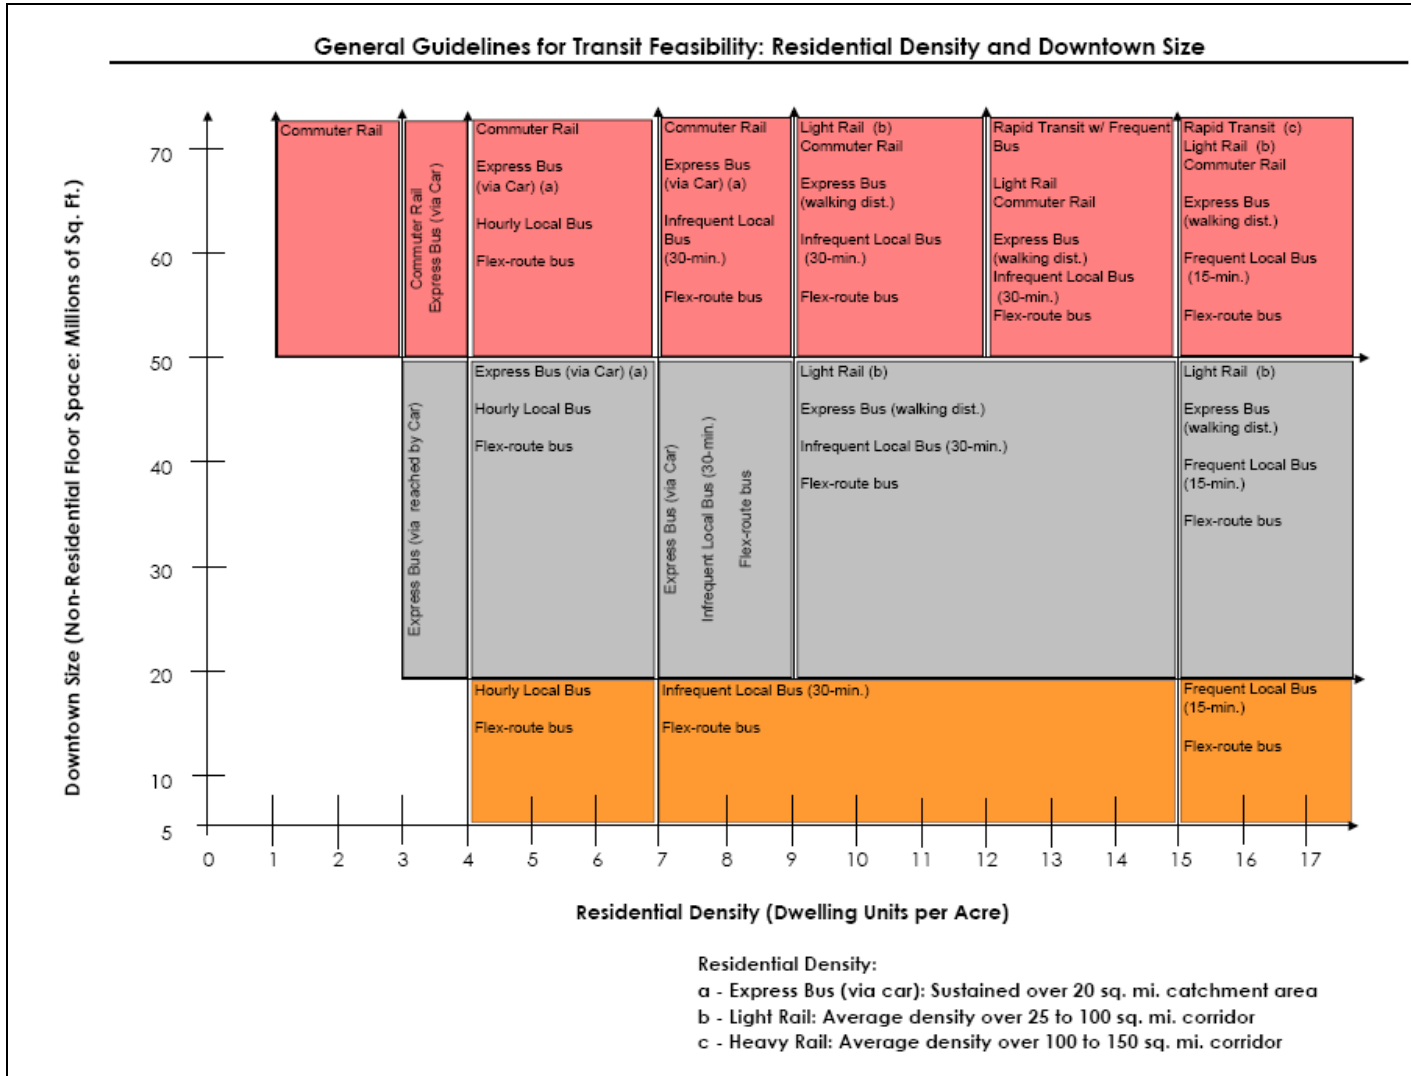 General Guidelines for Transit Feasibility: Residential Density and Downtown Size
Downtown Size (Non-Residential Floor Space: Millions of Sq. Ft.)
70
60
50
40
30
20
10
5
Commuter Rail
Commuter Rail
Express Bus (via Car)
Commuter Rail
Express Bus
(via Car) (a)
Hourly Local Bus
Flex-route bus
Commuter Rail
Express Bus
(via Car) (a)
Infrequent Local
Bus
(30-min.)
Flex-route bus
Light Rail (b)
Commuter Rail
Express Bus
(walking dist.)
Infrequent Local Bus
(30-min.)
Flex-route bus
Rapid Transit w/ Frequent
Bus
Light Rail
Commuter Rail
Express Bus
(walking dist.)
Infrequent Local Bus
(30-min.)
Flex-route bus
Rapid Transit (c)
Light Rail (b)
Commuter Rail
Express Bus
(walking dist.)
Frequent Local Bus
(15-min.)
Flex-route bus
Express Bus (via reached by Car)
Express Bus (via Car) (a)
Hourly Local Bus
Flex-route bus
Express Bus (via Car)
Infrequent Local Bus (30-min.)
Flex-route bus
Light Rail (b)
Express Bus (walking dist.)
Infrequent Local Bus (30-min.)
Flex-route bus
Light Rail (b)
Express Bus
(walking dist.)
Frequent Local Bus
(15-min.)
Flex-route bus
Hourly Local Bus
Flex-route bus
Infrequent Local Bus (30-min.)
Flex-route bus
Frequent Local Bus
(15-min.)
Flex-route bus
0 1 2 3 4 5 6 7 8 9 10 11 12 13 14 15 16 17
Residential Density (Dwelling Units per Acre)
Residential Density:
a - Express Bus (via car): Sustained over 20 sq. mi. catchment area
b - Light Rail: Average density over 25 to 100 sq. mi. corridor
c - Heavy Rail: Average density over 100 to 150 sq. mi. corridor